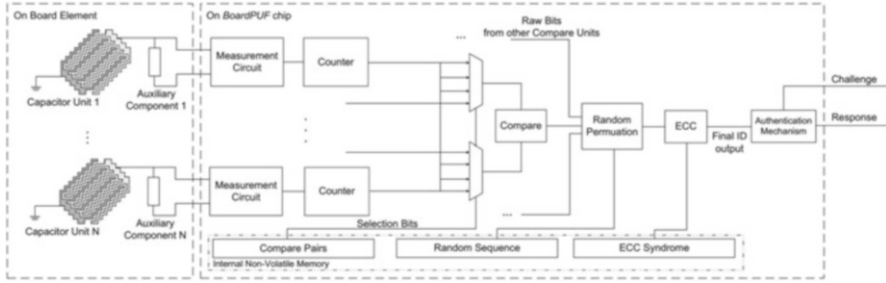 On Board Element
On BoardPUF chip
Raw Bits
from other Compare Units
...
Measurement
Circuit
Counter
Capacitor Unit 1
Auxiliary
Component 1
Compare
Random
Permuation
ECC
Final ID
output
Authentication
Mechanism
Challenge
Response
Measurement
Circuit
Counter
Capacitor Unit N
Auxiliary
Component N
Selection Bits
...
Compare Pairs
Random Sequence
ECC Syndrome
Internal Non-Volatile Memory